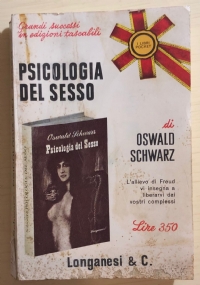 Grandi successi
in edizioni tascabili
PSICOLOGIA
DEL SESSO
di
OSWALD
SCHWARZ
Oswald Schwarz
Psicologia del Sesso
L'allievo di Freud
vi insegna a
liberarvi dai
vostri complessi
Lire 350
Longanesi & C.